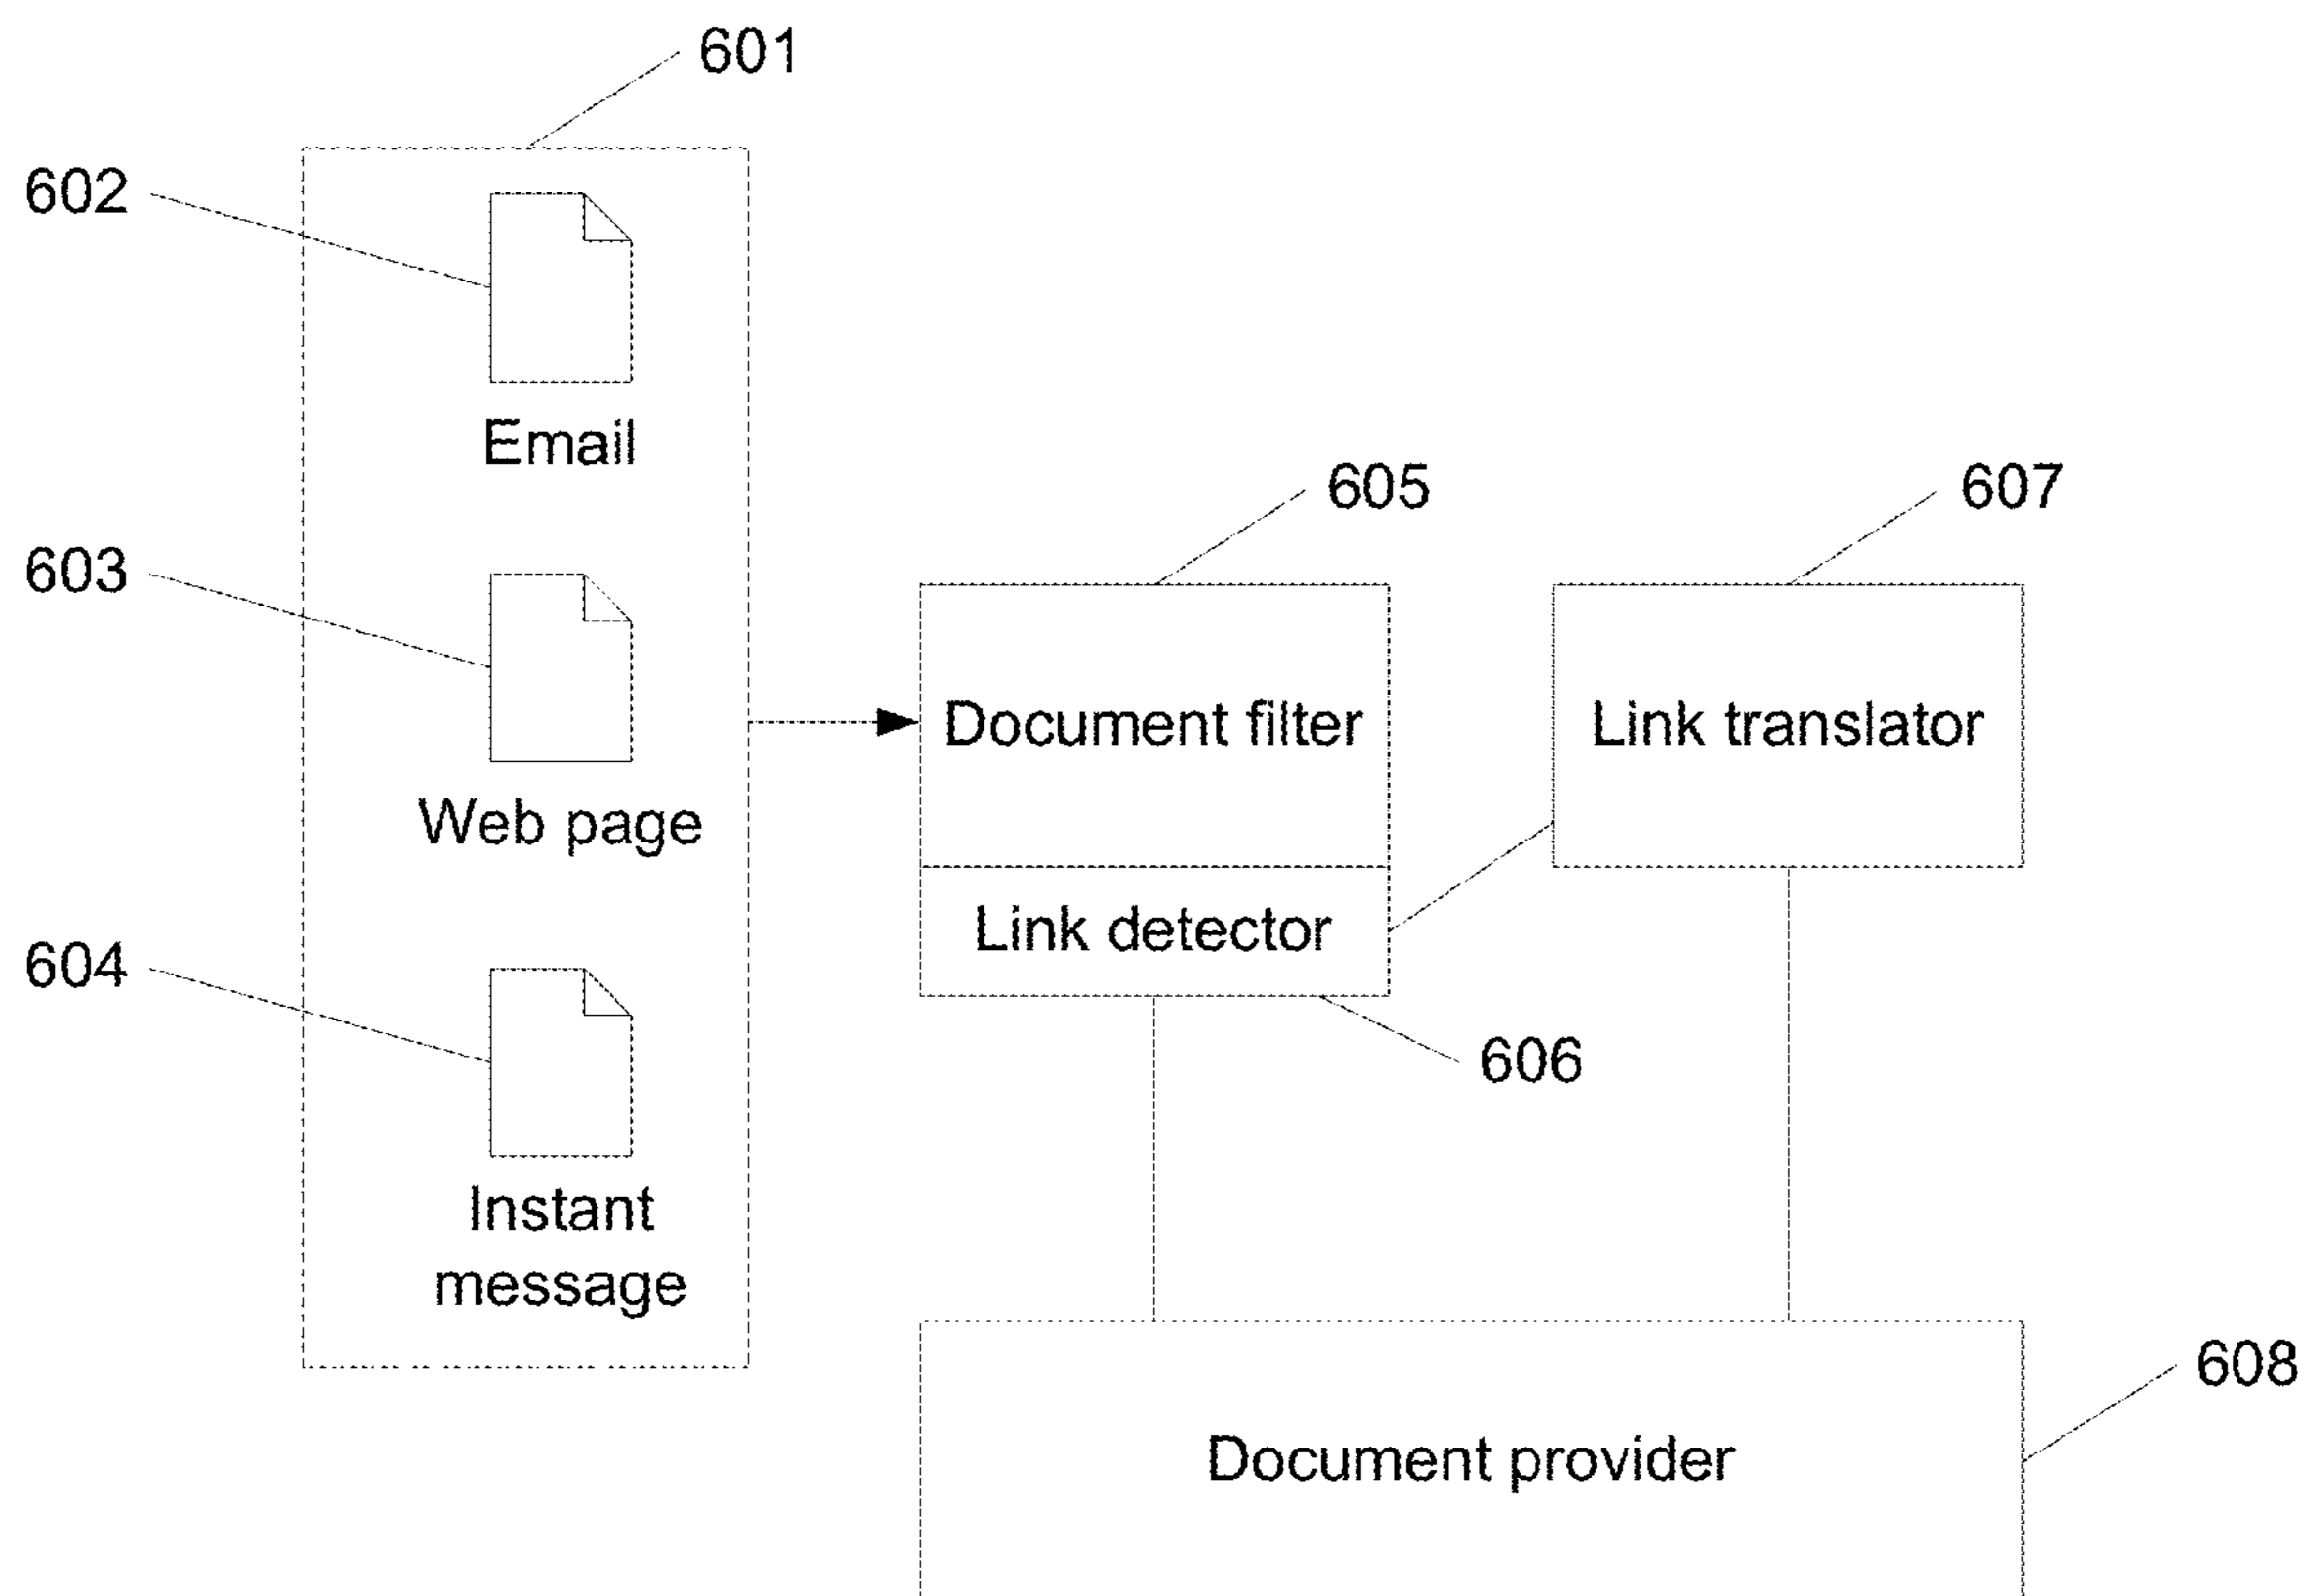 601
602
Email
605
607
603
Document filter
Link translator
Web page
Link detector
604
606
Instant
message
608
Document provider